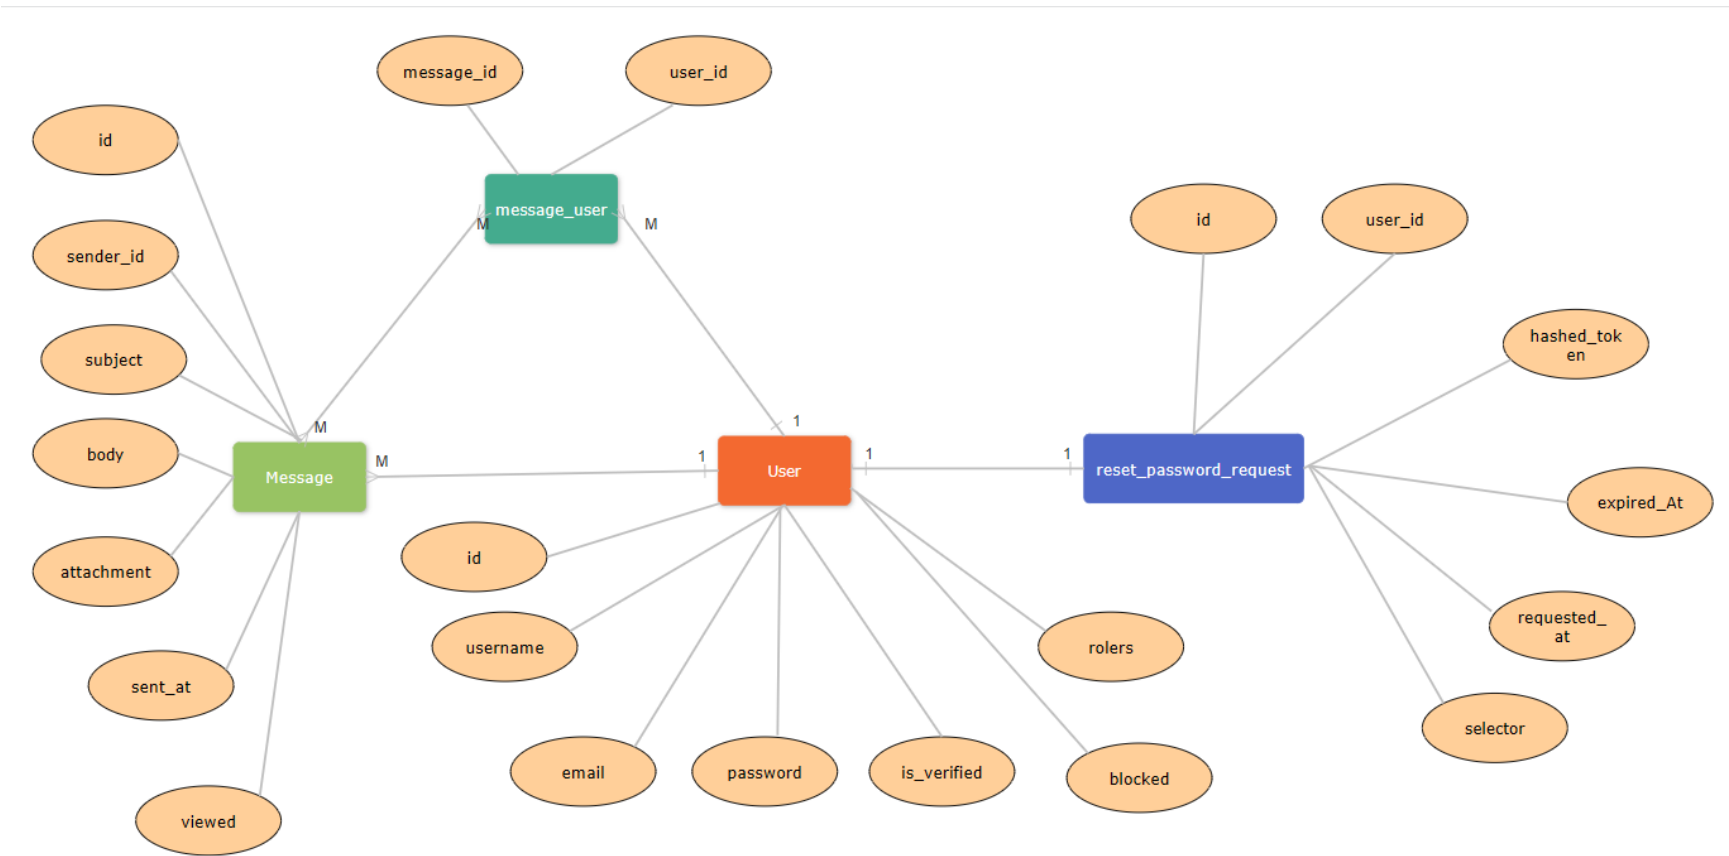 message_id
user_id
id
message_user
M
M
id
user_id
sender_id
hashed_tok
en
subject
M
1
body
M
1
1
1
Message
User
reset_password_request
expired_At
id
attachment
username
rolers
requested_
at
sent_at
selector
email
password
is_verified
blocked
viewed